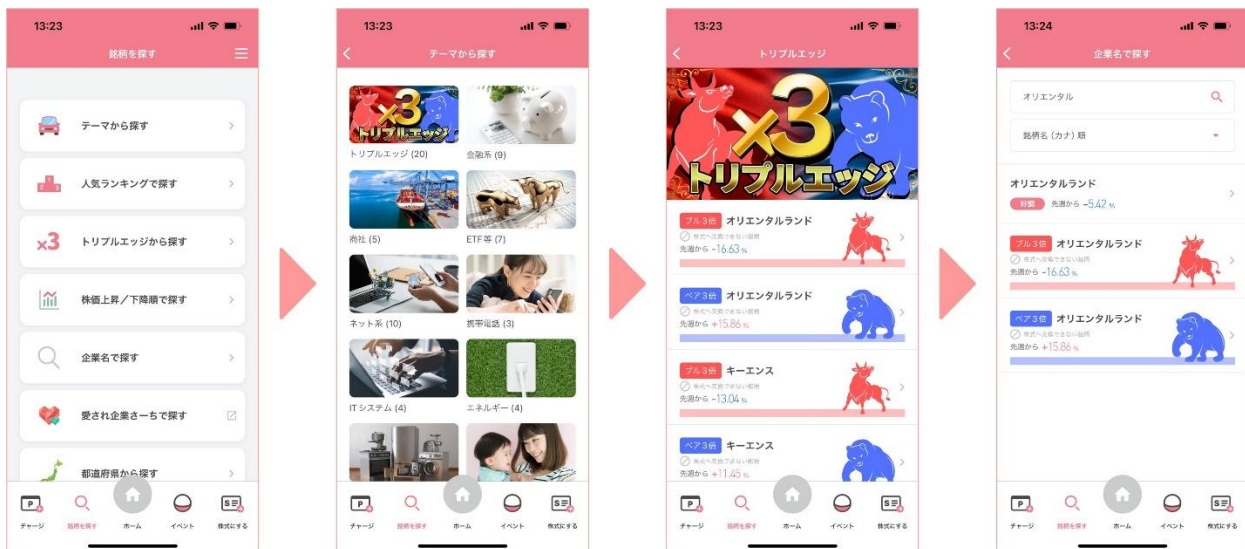 13:23
銘柄を探す
テーマから探す
人気ランキングで探す
×3 トリプルエッジから探す
株価上昇／下降順で探す
企業名で探す
愛され企業さーちで探す
都道府県から探す
チャージ 銘柄を探す ホーム イベント 株式にする
13:23
テーマから探す
×3
トリプルエッジ
トリプルエッジ (20) 金融系 (9)
商社 (5) ETF等 (7)
ネット系 (10) 携帯電話 (3)
ITシステム (4) エネルギー (4)
チャージ 銘柄を探す ホーム イベント 株式にする
13:23
トリプルエッジ
×3
トリプルエッジ
ブル3倍 オリエンタルランド
株式へ交換できない銘柄
先週から -16.63 %
ベア3倍 オリエンタルランド
株式へ交換できない銘柄
先週から +15.86 %
ブル3倍 キーエンス
株式へ交換できない銘柄
先週から -13.04 %
ベア3倍 キーエンス
株式へ交換できない銘柄
先週から +11.45 %
チャージ 銘柄を探す ホーム イベント 株式にする
13:24
企業名で探す
オリエンタル
銘柄名 (カナ) 順
オリエンタルランド
先週から -5.42 %
ブル3倍 オリエンタルランド
株式へ交換できない銘柄
先週から -16.63 %
ベア3倍 オリエンタルランド
株式へ交換できない銘柄
先週から +15.86 %
チャージ 銘柄を探す ホーム イベント 株式にする